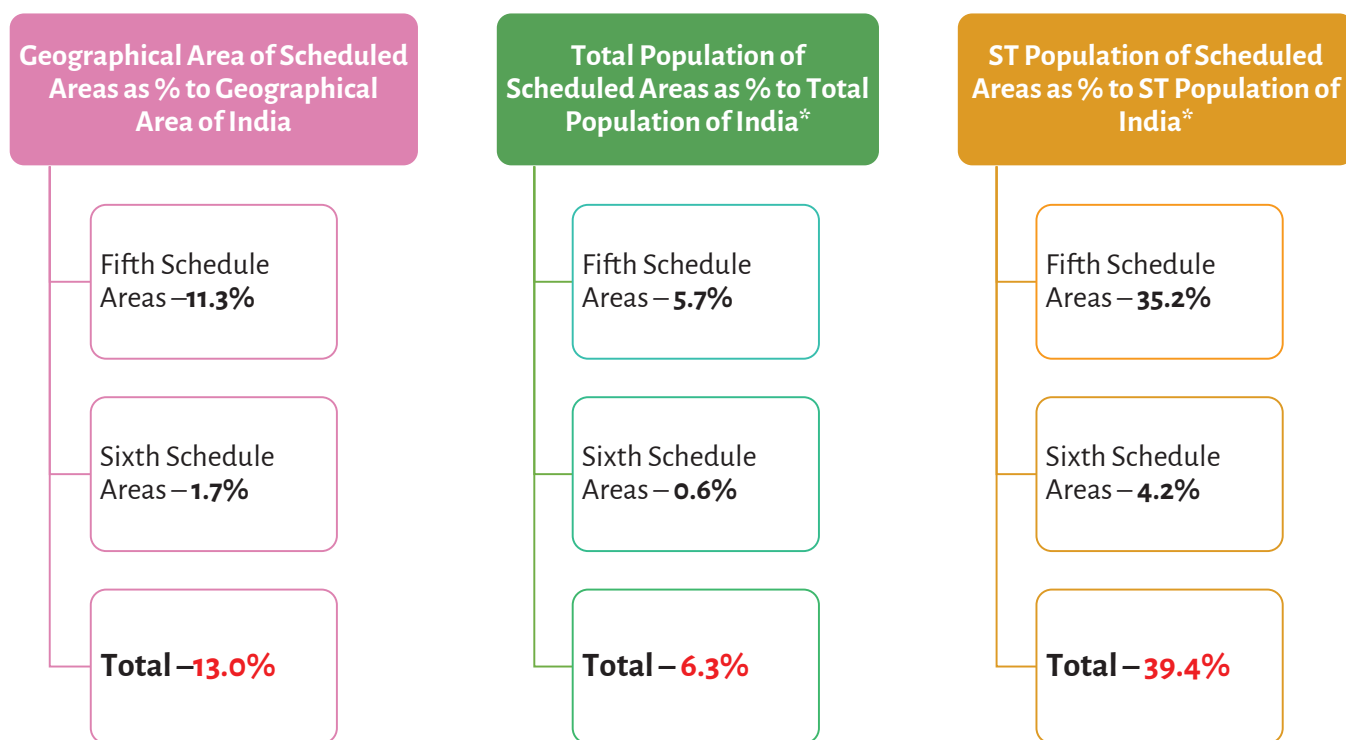 Geographical Area of Scheduled
Areas as % to Geographical
Area of India
Fifth Schedule
Areas –11.3%
Sixth Schedule
Areas – 1.7%
Total –13.0%
Total Population of
Scheduled Areas as % to Total
Population of India*
Fifth Schedule
Areas – 5.7%
Sixth Schedule
Areas – 0.6%
Total – 6.3%
ST Population of Scheduled
Areas as % to ST Population of
India*
Fifth Schedule
Areas – 35.2%
Sixth Schedule
Areas – 4.2%
Total – 39.4%